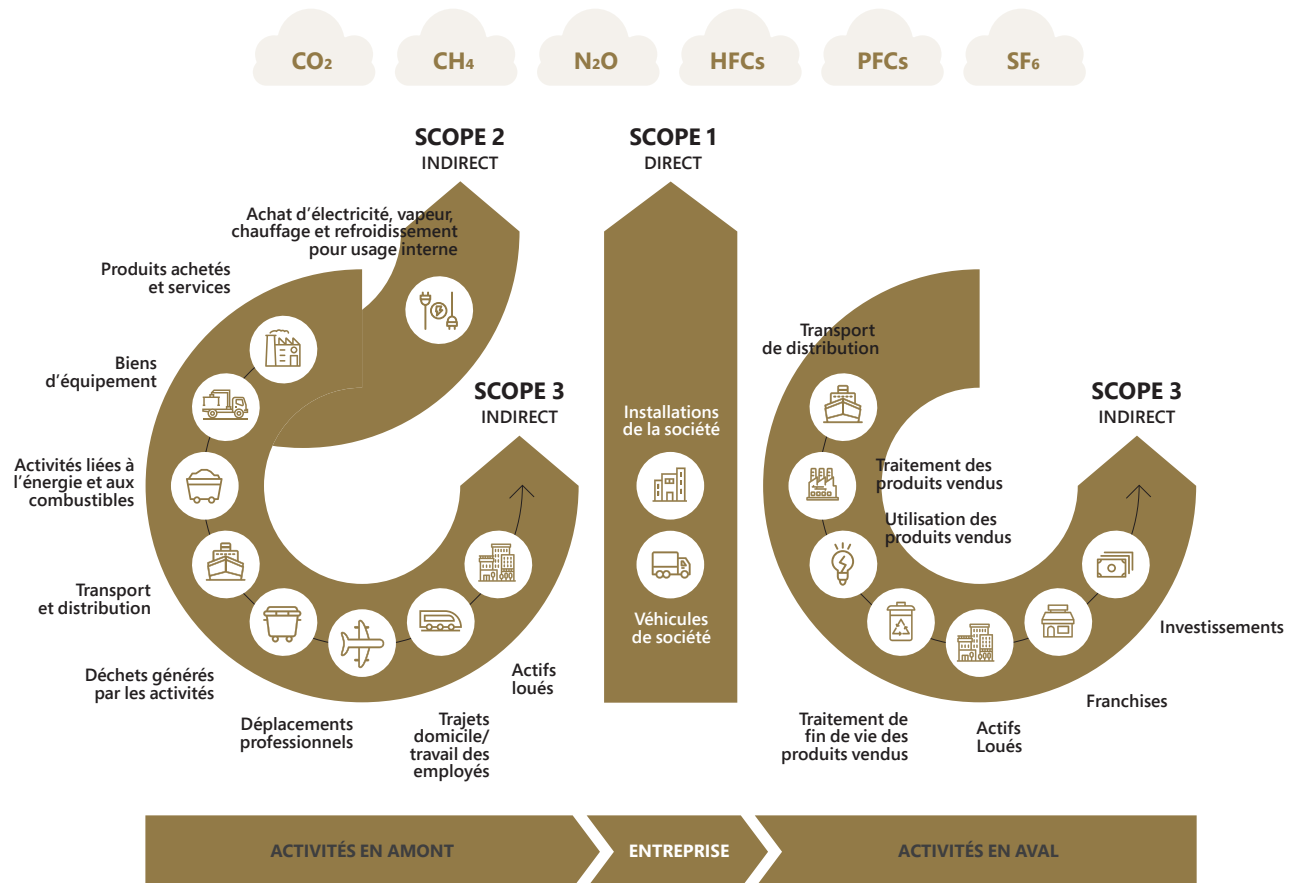 CO₂
CH₄
N₂O
HFCs
PFCs
SF₆
SCOPE 2
INDIRECT
SCOPE 1
DIRECT
Achat d'électricité, vapeur,
chauffage et refroidissement
pour usage interne
Produits achetés
et services
Biens
d'équipement
Activités liées à
l'énergie et aux
combustibles
Transport
et distribution
Déchets générés
par les activités
Déplacements
professionnels
Trajets
domicile/
travail des
employés
Actifs
loués
SCOPE 3
INDIRECT
Installations
de la société
Véhicules
de société
Transport
de distribution
Traitement des
produits vendus
Utilisation des
produits vendus
Traitement de
fin de vie des
produits vendus
Actifs
Loués
Franchises
Investissements
SCOPE 3
INDIRECT
ACTIVITÉS EN AMONT
ENTREPRISE
ACTIVITÉS EN AVAL